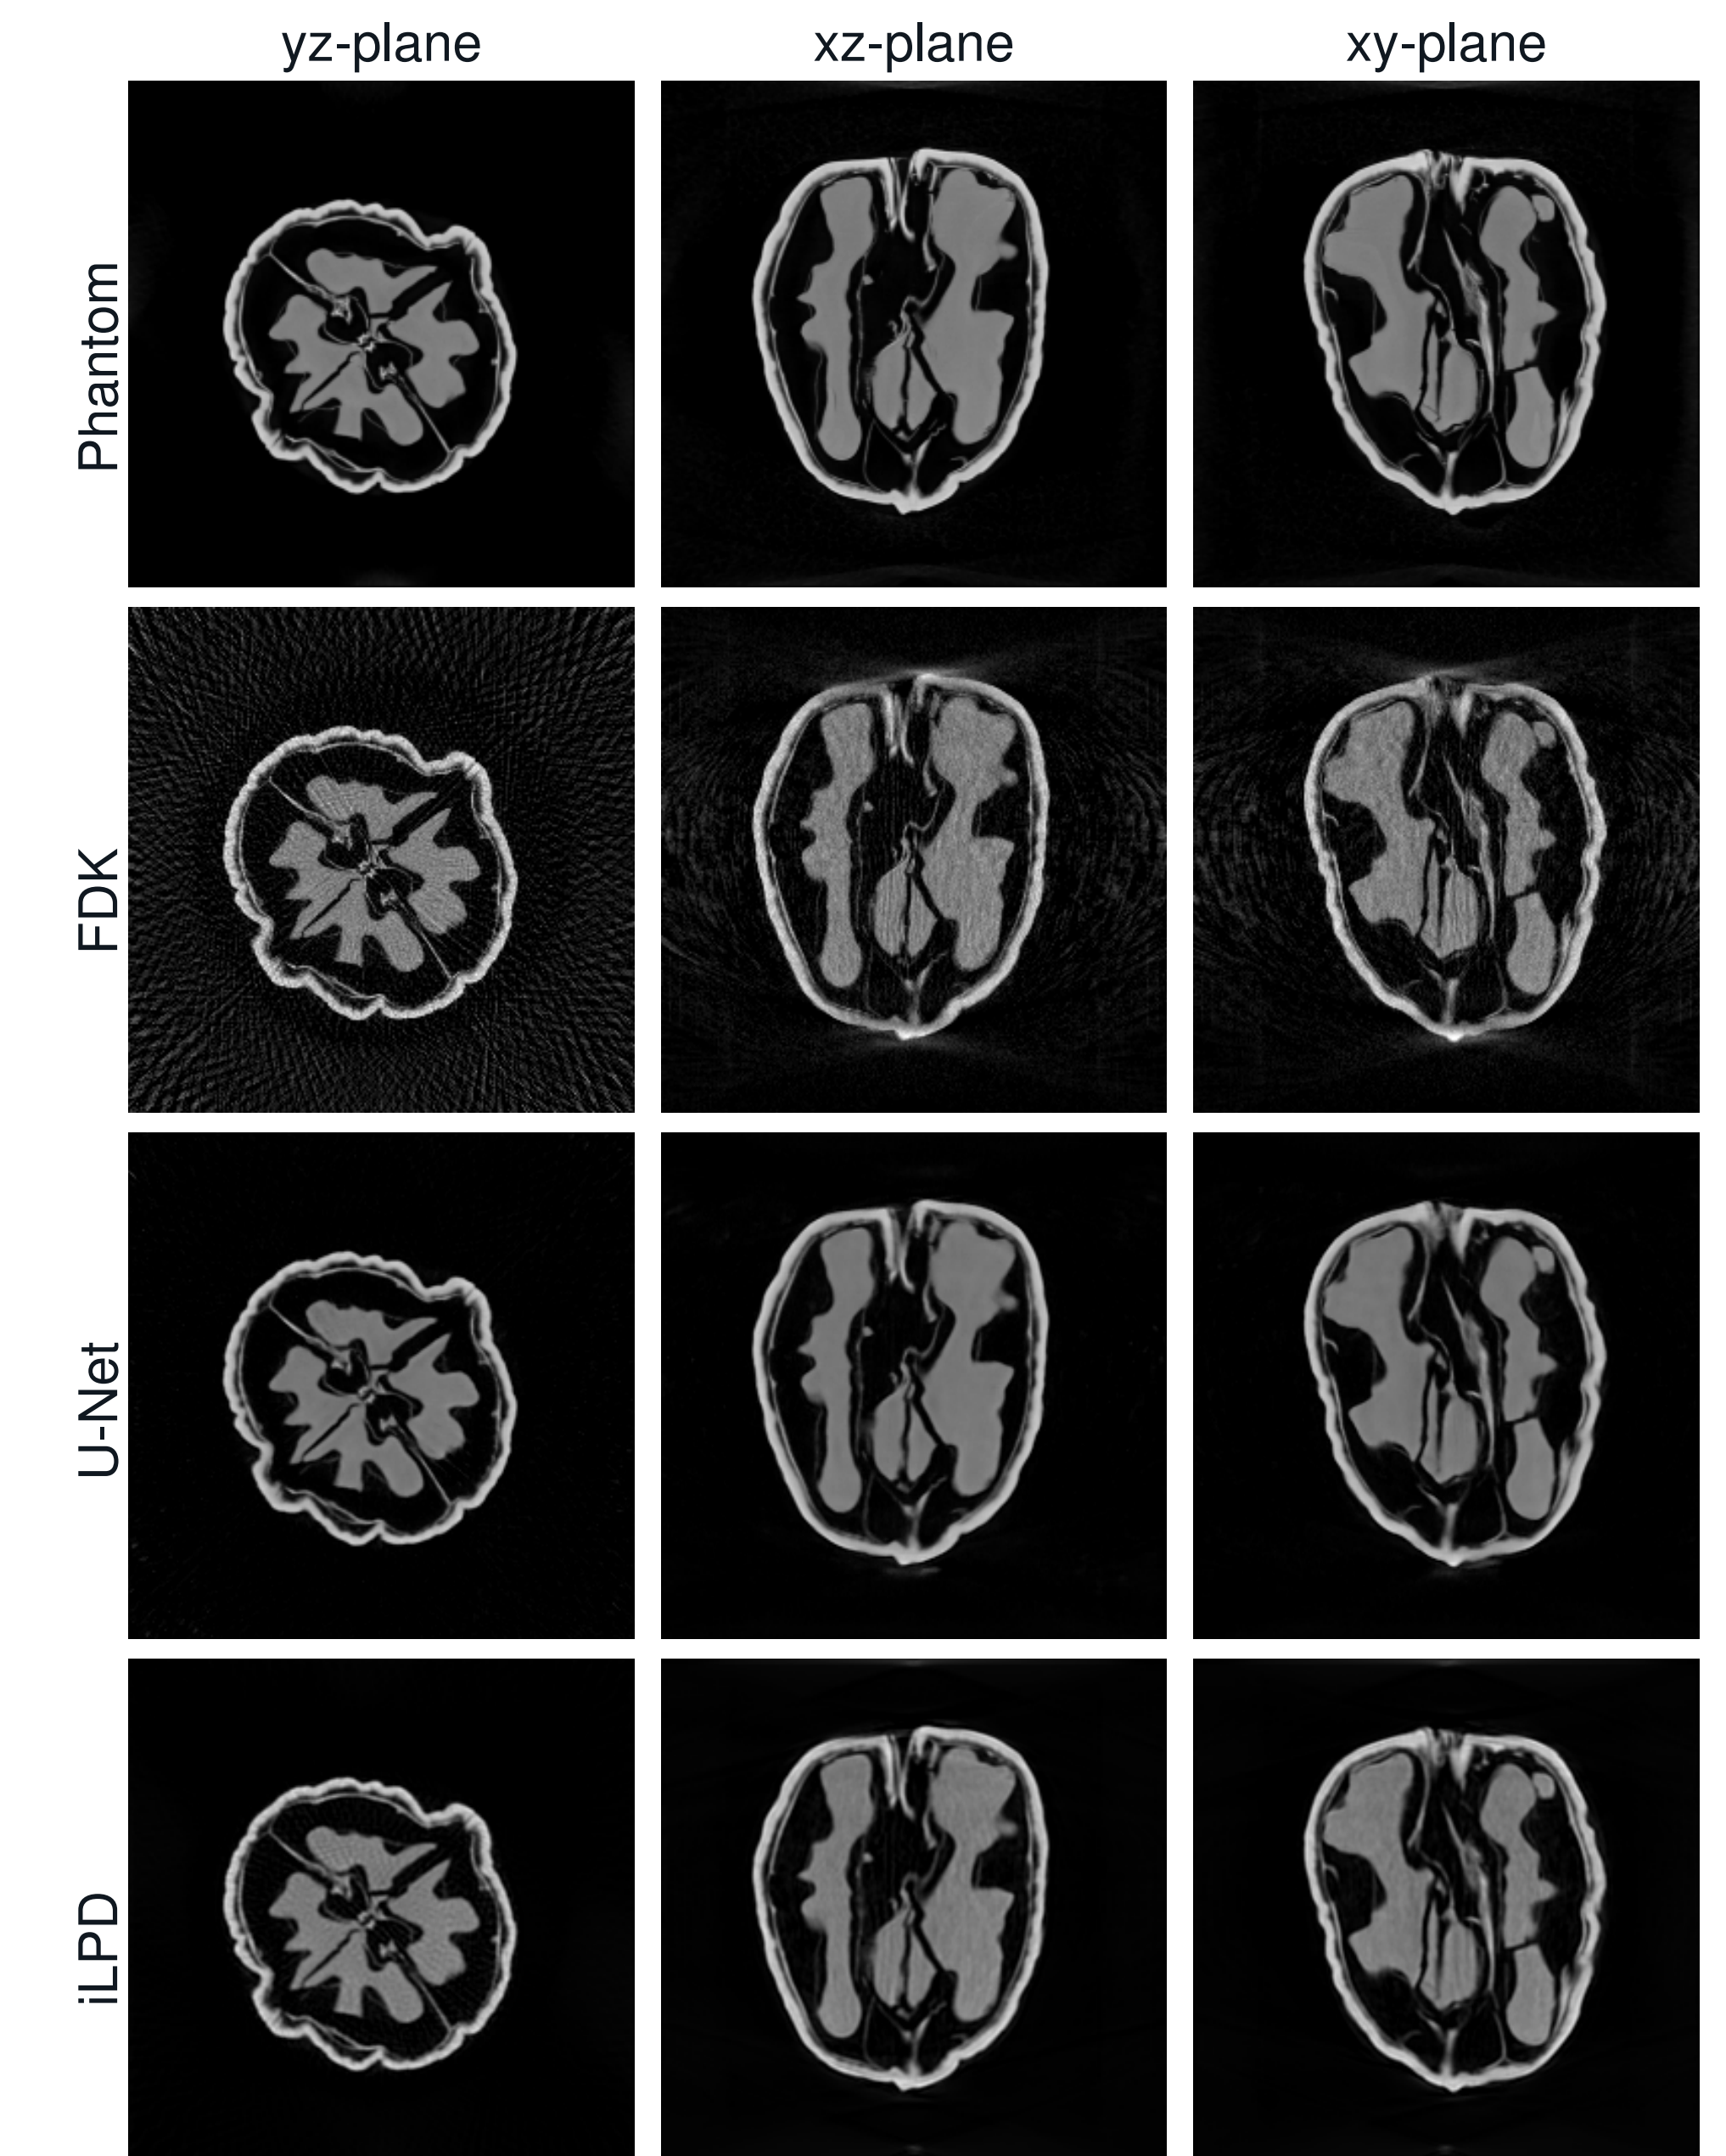 yz-plane
xz-plane
xy-plane
Phantom
FDK
U-Net
iLPD